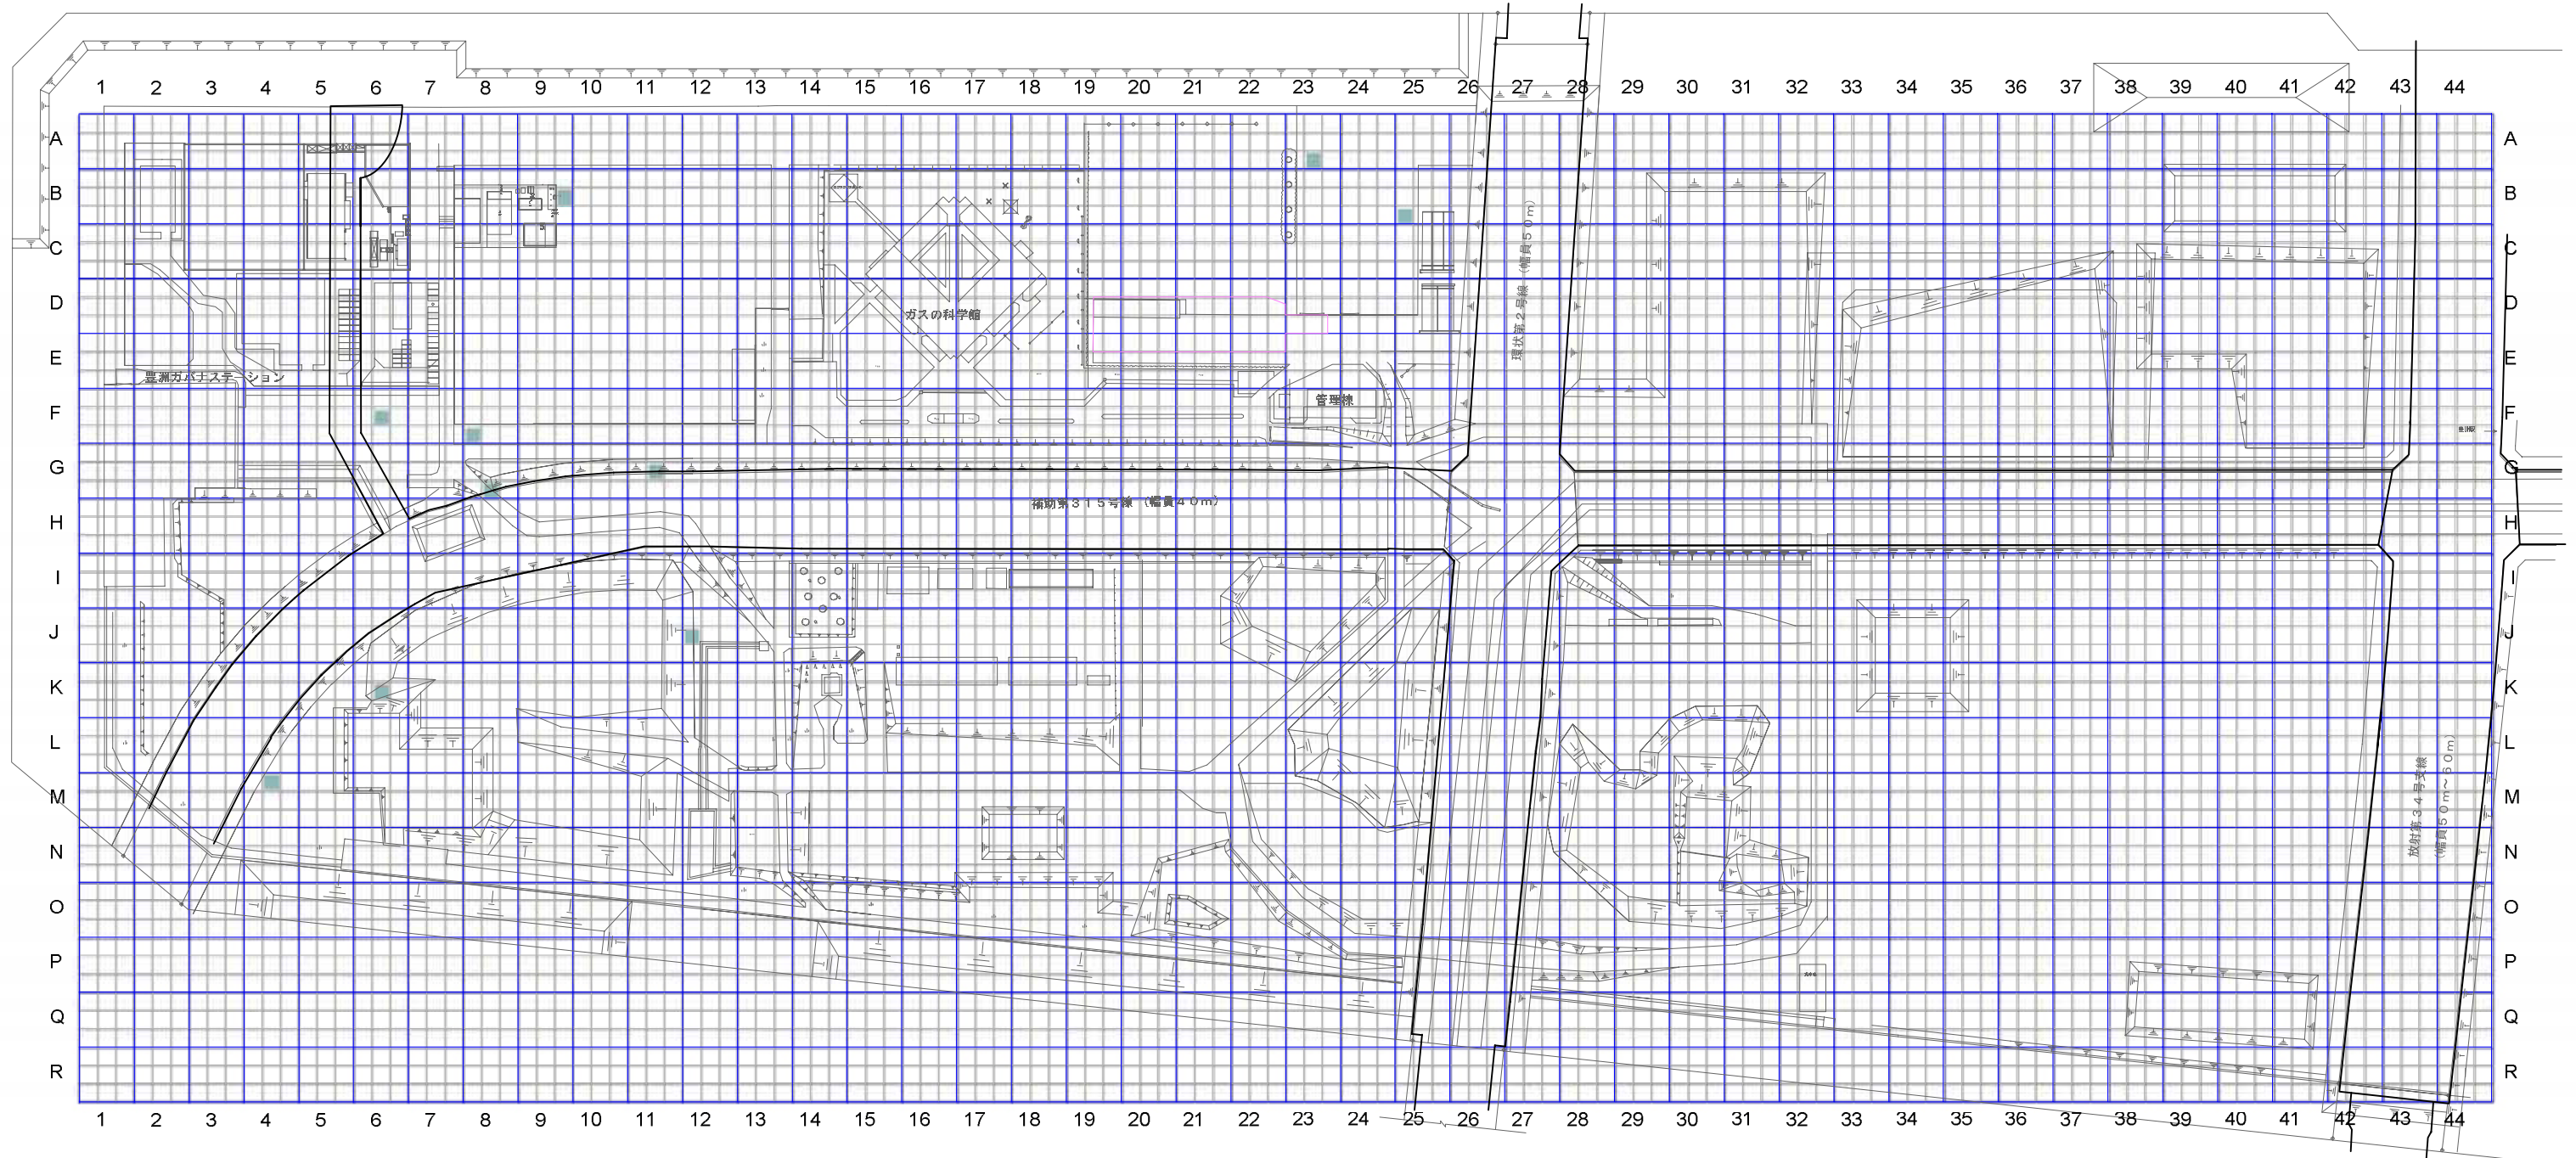 1 2 3 4 5 6 7 8 9 10 11 12 13 14 15 16 17 18 19 20 21 22 23 24 25 26 27 28 29 30 31 32 33 34 35 36 37 38 39 40 41 42 43 44
A A
B B
環状第2号線 (幅員50m)
C C
D D
ガスの科学館
E E
豊洲ガバナステーション
管理棟
F F
G G
補助第315号線 (幅員40m)
H H
I I
J J
K K
L L
放射第34号支線
(幅員50m~60m)
M M
N N
O O
P P
Q Q
R R
1 2 3 4 5 6 7 8 9 10 11 12 13 14 15 16 17 18 19 20 21 22 23 24 25 26 27 28 29 30 31 32 33 34 35 36 37 38 39 40 41 42 43 44